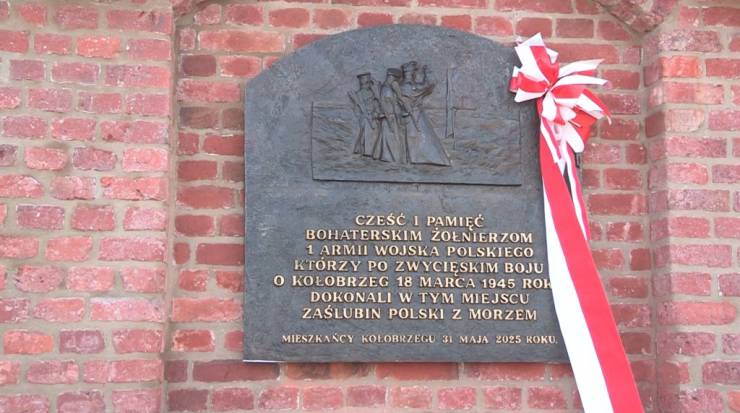 CZEŚĆ I PAMIĘĆ
BOHATERSKIM ŻOŁNIERZOM
1 ARMII WOJSKA POLSKIEGO
KTÓRZY PO ZWYCIĘSKIM BOJU
O KOŁOBRZEG 18 MARCA 1945 ROK
DOKONALI W TYM MIEJSCU
ZAŚLUBIN POLSKI Z MORZEM
MIESZKAŃCY KOŁOBRZEGU 31 MAJA 2025 ROKU.